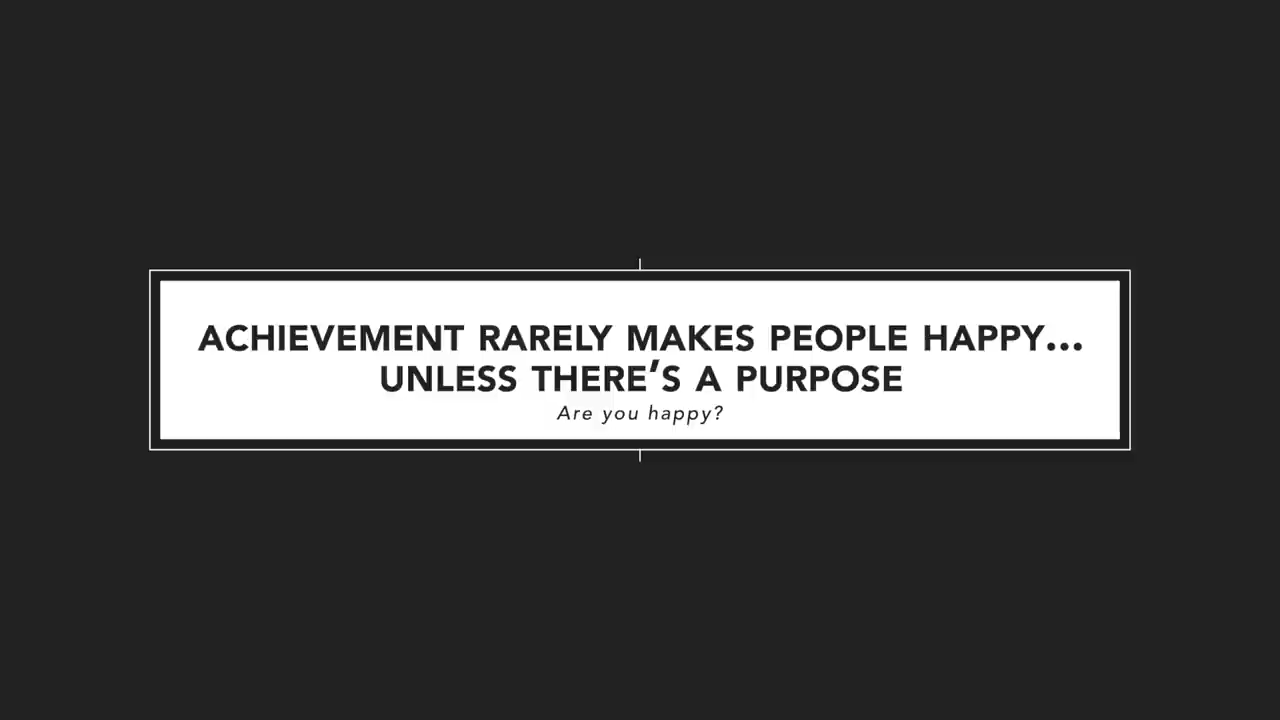 ACHIEVEMENT RARELY MAKES PEOPLE HAPPY...
UNLESS THERE'S A PURPOSE
Are you happy?